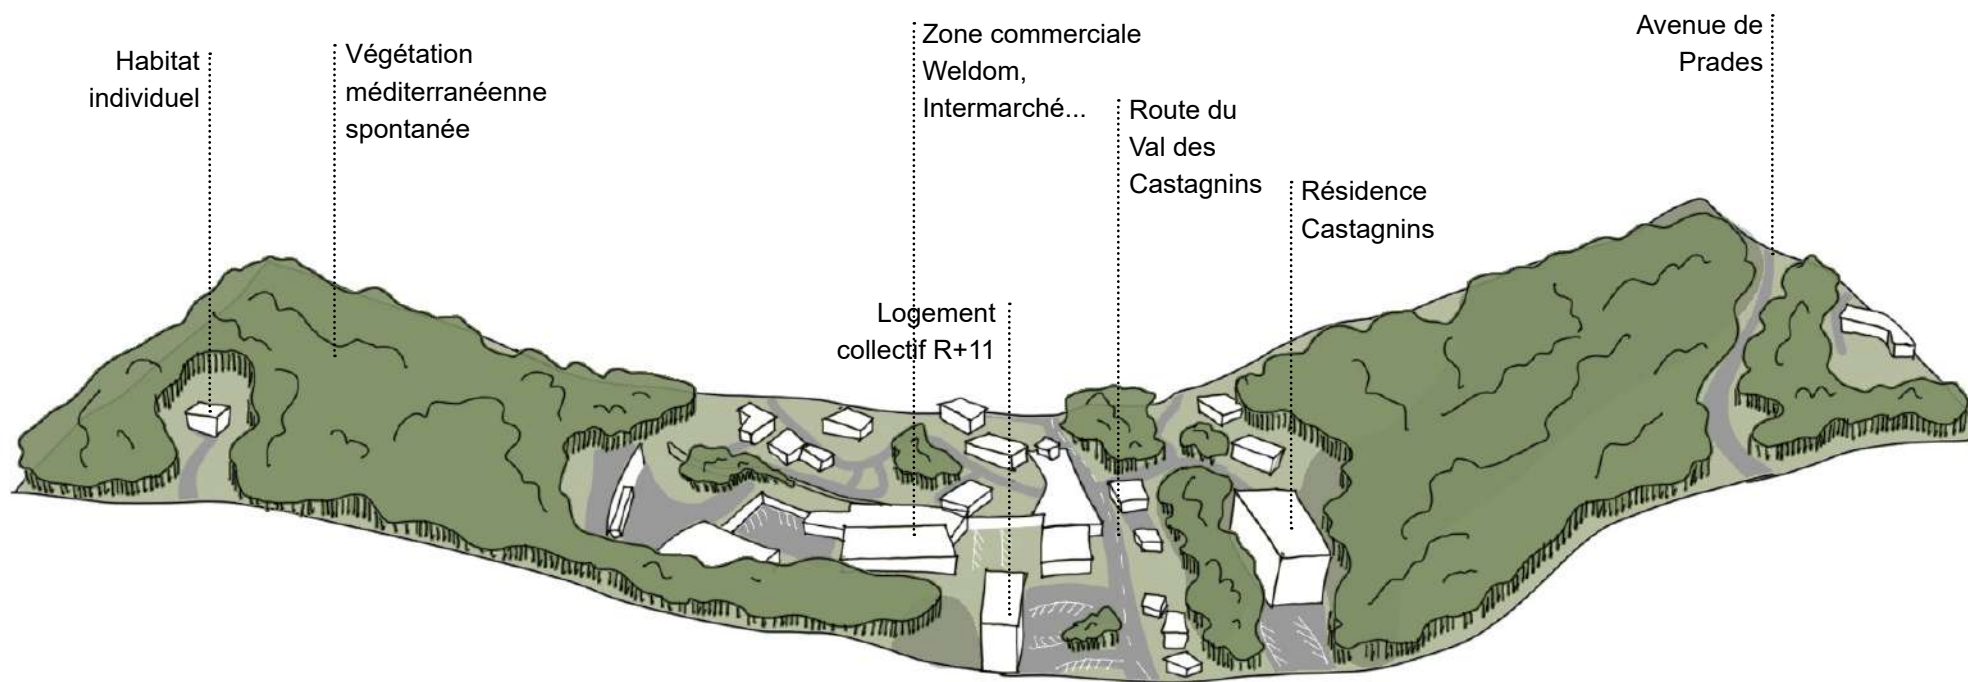 Habitat
individuel
Végétation
méditerranéenne
spontanée
Zone commerciale
Weldom,
Intermarché...
Route du
Val des
Castagnins
Résidence
Castagnins
Avenue de
Prades
Logement
collectif R+11